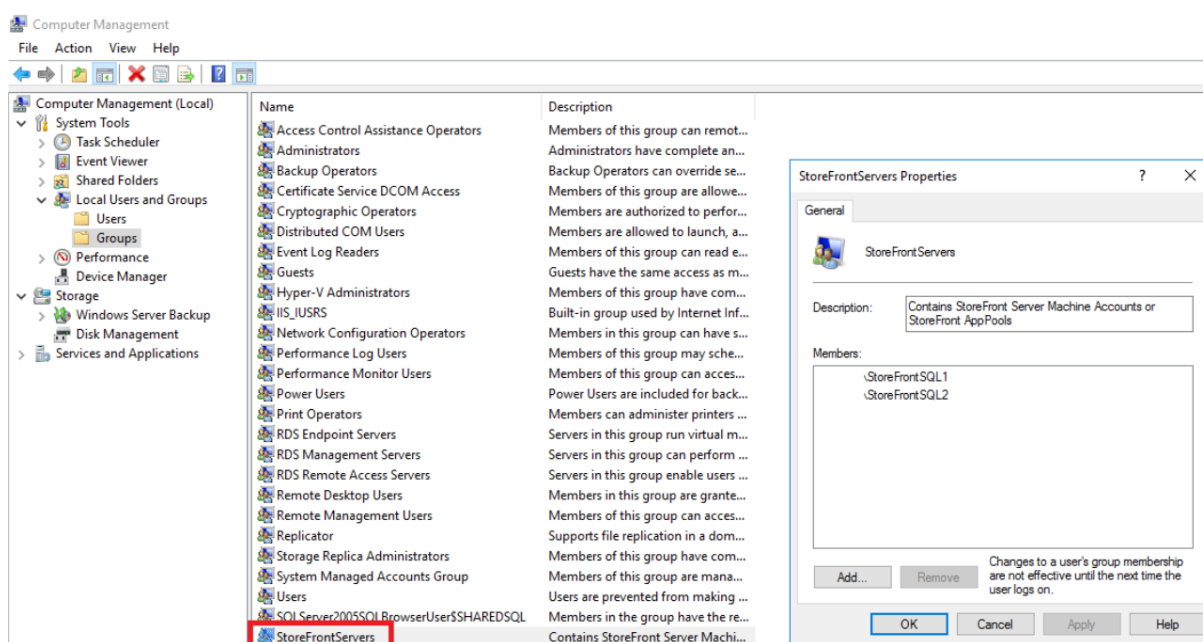 Computer Management
File Action View Help
Computer Management (Local)
System Tools
Task Scheduler
Event Viewer
Shared Folders
Local Users and Groups
Users
Groups
Performance
Device Manager
Storage
Windows Server Backup
Disk Management
Services and Applications
Name Description
Access Control Assistance Operators Members of this group can remot...
Administrators Administrators have complete an...
Backup Operators Backup Operators can override se...
Certificate Service DCOM Access Members of this group are allowe...
Cryptographic Operators Members are authorized to perfor...
Distributed COM Users Members are allowed to launch, a...
Event Log Readers Members of this group can read e...
Guests Guests have the same access as m...
Hyper-V Administrators Members of this group have com...
IIS_IUSRS Built-in group used by Internet Inf...
Network Configuration Operators Members in this group can have s...
Performance Log Users Members of this group may sche...
Performance Monitor Users Members of this group can acces...
Power Users Power Users are included for back...
Print Operators Members can administer printers ...
RDS Endpoint Servers Servers in this group run virtual m...
RDS Management Servers Servers in this group can perform ...
RDS Remote Access Servers Servers in this group enable users ...
Remote Desktop Users Members in this group are grante...
Remote Management Users Members of this group can acces...
Replicator Supports file replication in a dom...
Storage Replica Administrators Members of this group have com...
System Managed Accounts Group Members of this group are mana...
Users Users are prevented from making ...
SQLServer2005SQLBrowserUser$SHAREDSQL Members in the group have the re...
StoreFrontServers Contains StoreFront Server Machi...
StoreFrontServers Properties ?
General
StoreFrontServers
Description: Contains StoreFront Server Machine Accounts or
StoreFront AppPools
Members:
\StoreFrontSQL1
\StoreFrontSQL2
Add... Remove
Changes to a user's group membership
are not effective until the next time the
user logs on.
OK Cancel Apply Help